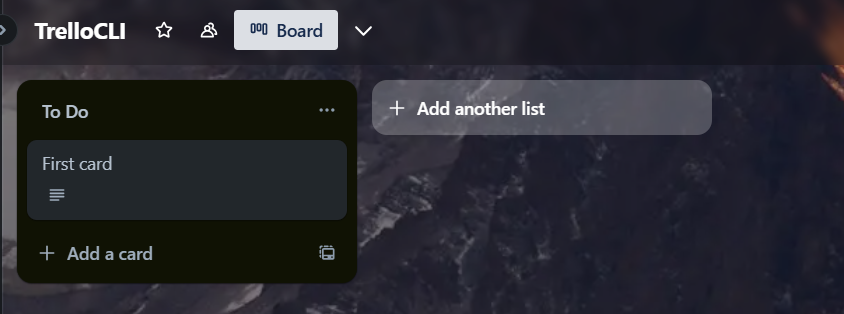 TrelloCLI
Board
To Do
First card
Add a card
Add another list